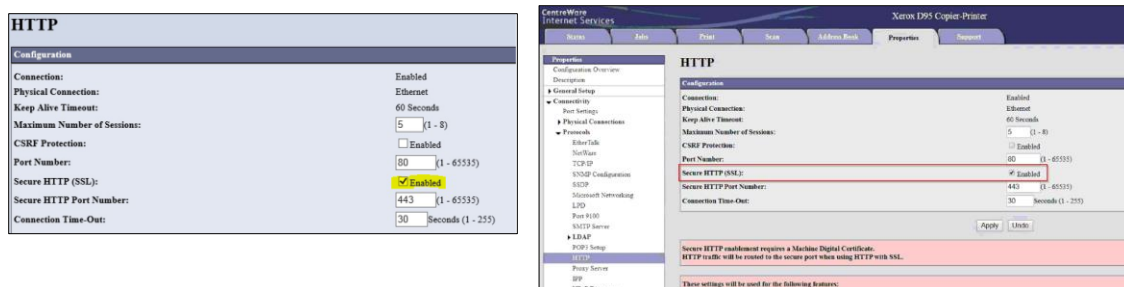 HTTP
Configuration
Connection: Enabled
Physical Connection: Ethernet
Keep Alive Timeout: 60 Seconds
Maximum Number of Sessions: 5 (1 - 8)
CSRF Protection: Enabled
Port Number: 80 (1 - 65535)
Secure HTTP (SSL): Enabled
Secure HTTP Port Number: 443 (1 - 65535)
Connection Time-Out: 30 Seconds (1 - 255)
CentreWare
Internet Services
Xerox D95 Copier-Printer
Status Jobs Print Scan Address Book Properties Support
Properties
Configuration Overview
Description
General Setup
Connectivity
Port Settings
Physical Connections
Protocols
EtherTalk
NetWare
TCP/IP
SNMP Configuration
SSDP
Microsoft Networking
LPD
Port 9100
SMTP Server
LDAP
POP3 Setup
HTTP
Proxy Server
IPP
HTTP
Configuration
Connection: Enabled
Physical Connection: Ethernet
Keep Alive Timeout: 60 Seconds
Maximum Number of Sessions: 5 (1 - 8)
CSRF Protection: Enabled
Port Number: 80 (1 - 65535)
Secure HTTP (SSL): Enabled
Secure HTTP Port Number: 443 (1 - 65535)
Connection Time-Out: 30 Seconds (1 - 255)
Apply Undo
Secure HTTP enablement requires a Machine Digital Certificate.
HTTP traffic will be routed to the secure port when using HTTP with SSL.
These settings will be used for the following features: